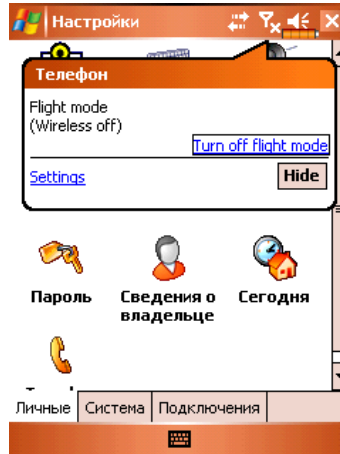 Настройки
Телефон
Flight mode
(Wireless off)
Turn off flight mode
Settings
Hide
Пароль
Сведения о
владельце
Сегодня
Личные
Система
Подключения